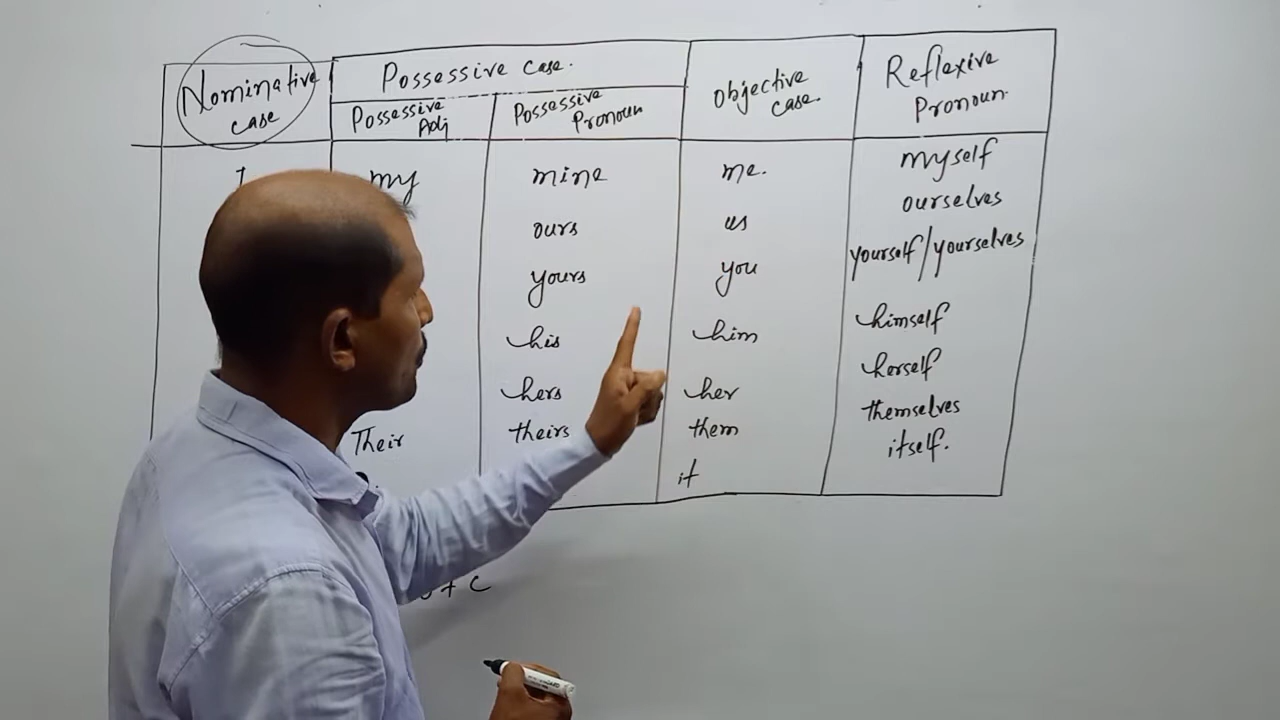 Nominative case
Possessive case.
Possessive Adj
Possessive Pronoun
Objective case.
Reflexive Pronoun.
I my mine me. myself
ours us ourselves
yours you yourself/yourselves
his him himself
hers her herself
Their theirs them themselves
it itself.
+ C